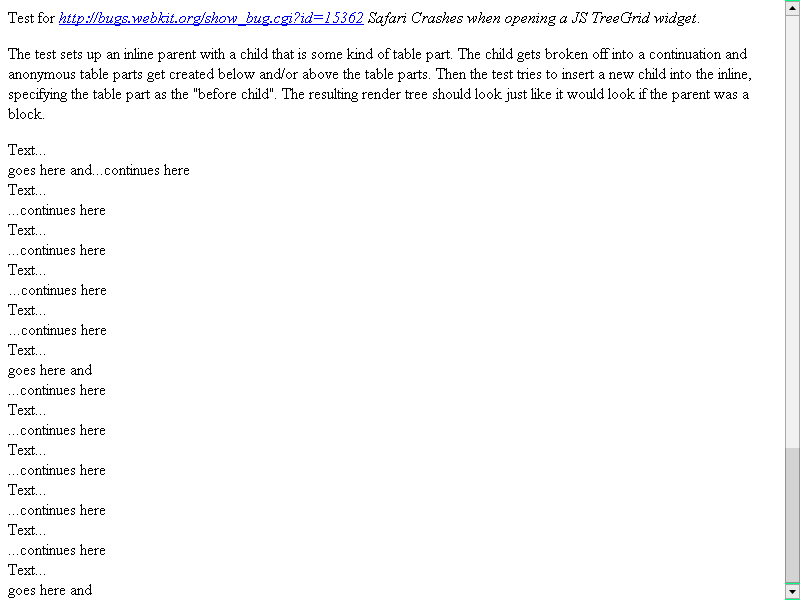 Test for http://bugs.webkit.org/show_bug.cgi?id=15362 Safari Crashes when opening a JS TreeGrid widget.
The test sets up an inline parent with a child that is some kind of table part. The child gets broken off into a continuation and
anonymous table parts get created below and/or above the table parts. Then the test tries to insert a new child into the inline,
specifying the table part as the "before child". The resulting render tree should look just like it would look if the parent was a
block.
Text...
goes here and...continues here
Text...
...continues here
Text...
...continues here
Text...
...continues here
Text...
...continues here
Text...
goes here and
...continues here
Text...
...continues here
Text...
...continues here
Text...
...continues here
Text...
...continues here
Text...
goes here and